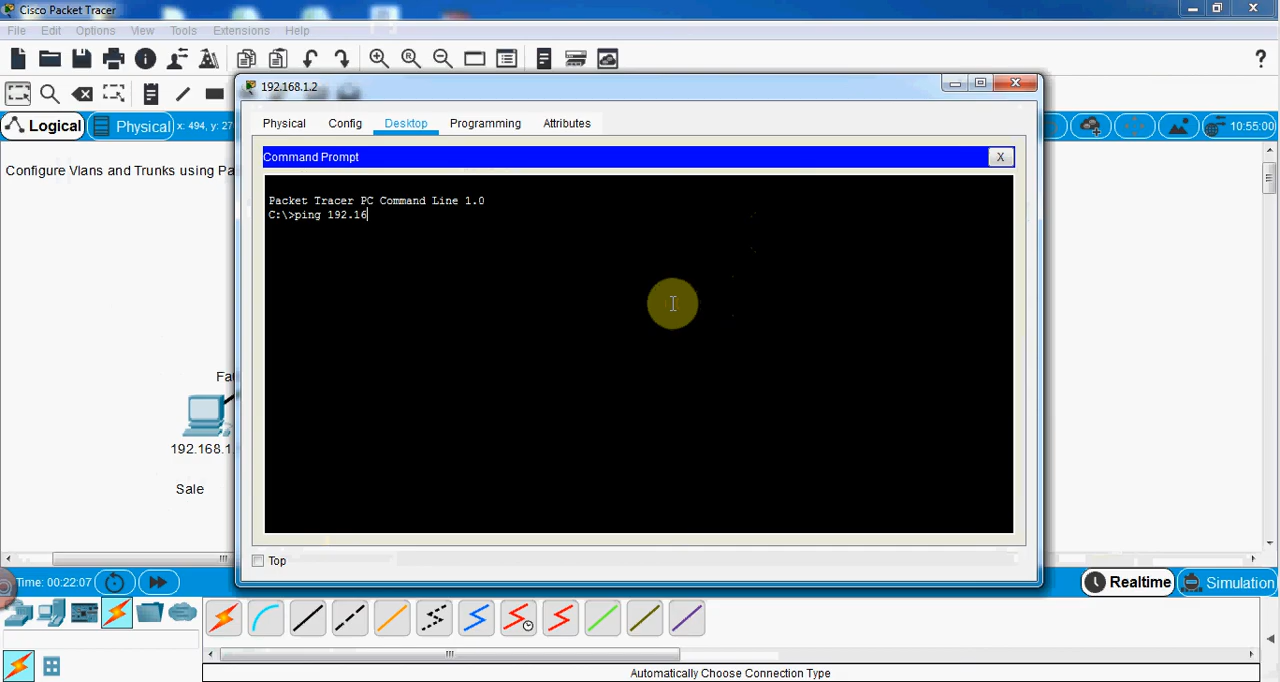 Cisco Packet Tracer
File Edit Options View Tools Extensions Help
?
192.168.1.2
Logical Physical x: 494, y: 27 10:55:00
Physical Config Desktop Programming Attributes
Configure Vlans and Trunks using Pa
Command Prompt X
Packet Tracer PC Command Line 1.0
C:\>ping 192.16
Fa
192.168.1.
Sale
Top
Time: 00:22:07 Realtime Simulation
Automatically Choose Connection Type